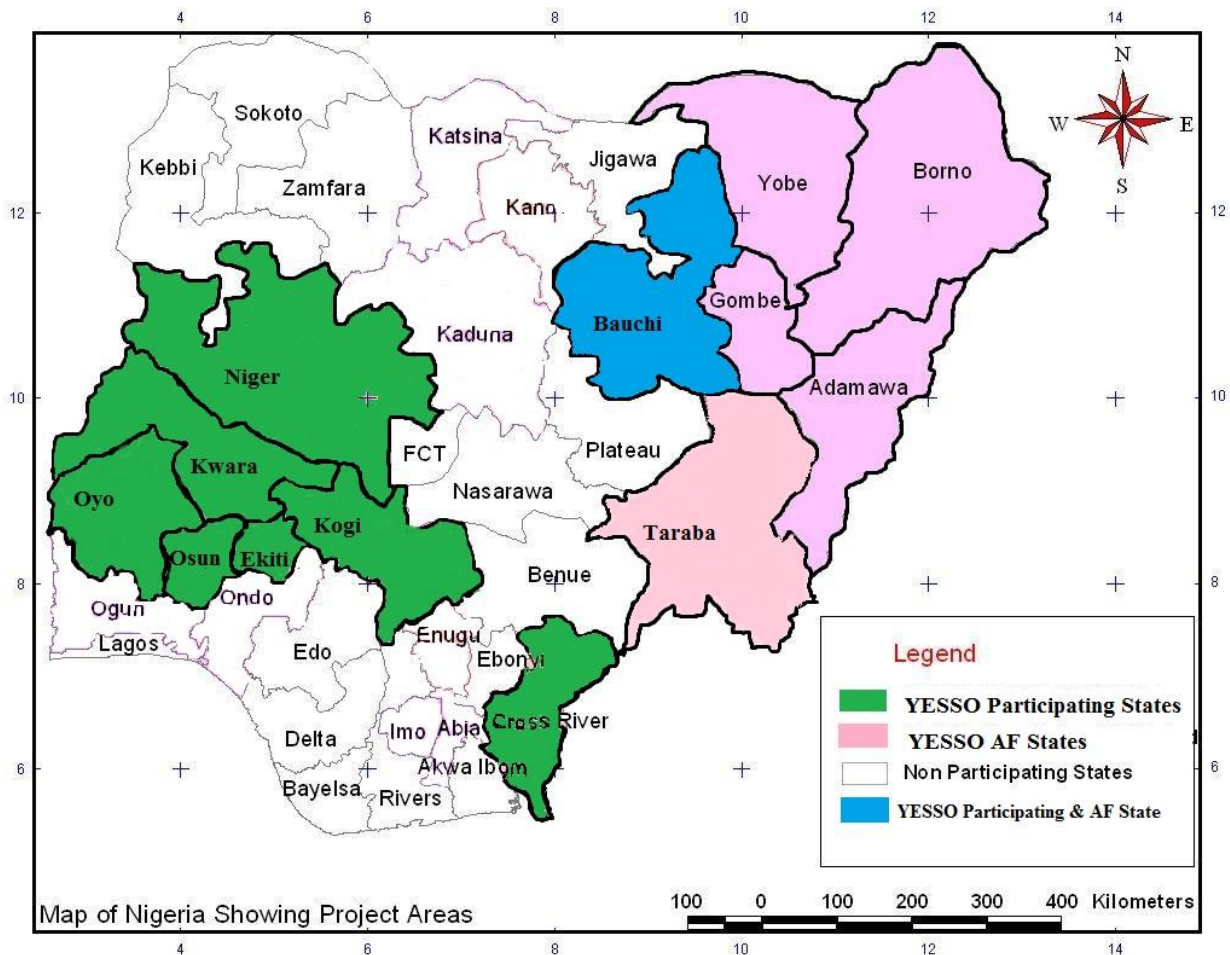 4 6 8 10 12 14
N
W E
S
Sokoto
Katsina
Kebbi
Zamfara
Jigawa
Kano
Yobe
Borno
12 12
Gombe
Bauchi
Kaduna
Niger
Adamawa
10 10
FCT
Plateau
Kwara
Nasarawa
Oyo
Kogi
Taraba
Osun
Ekiti
Benue
8 8
Ogun
Ondo
Lagos
Edo
Enugu
Ebonyi
Cross River
Delta
Imo
Abia
Akwa Ibom
Bayelsa
Rivers
6 6
Legend
YESSO Participating States
YESSO AF States
Non Participating States
YESSO Participating & AF State
Map of Nigeria Showing Project Areas
100 0 100 200 300 400 Kilometers
4 6 8 10 12 14